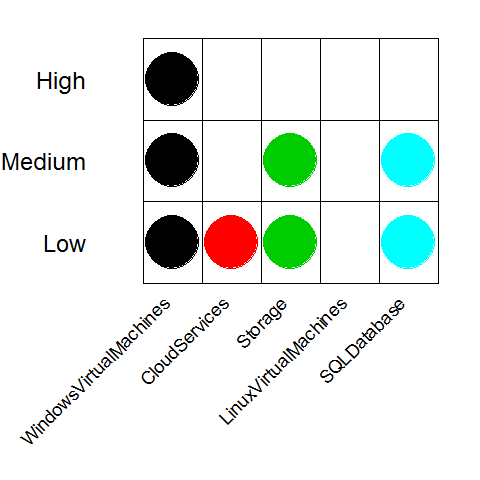 High
Medium
Low
WindowsVirtualMachines
CloudServices
Storage
LinuxVirtualMachines
SQLDatabase